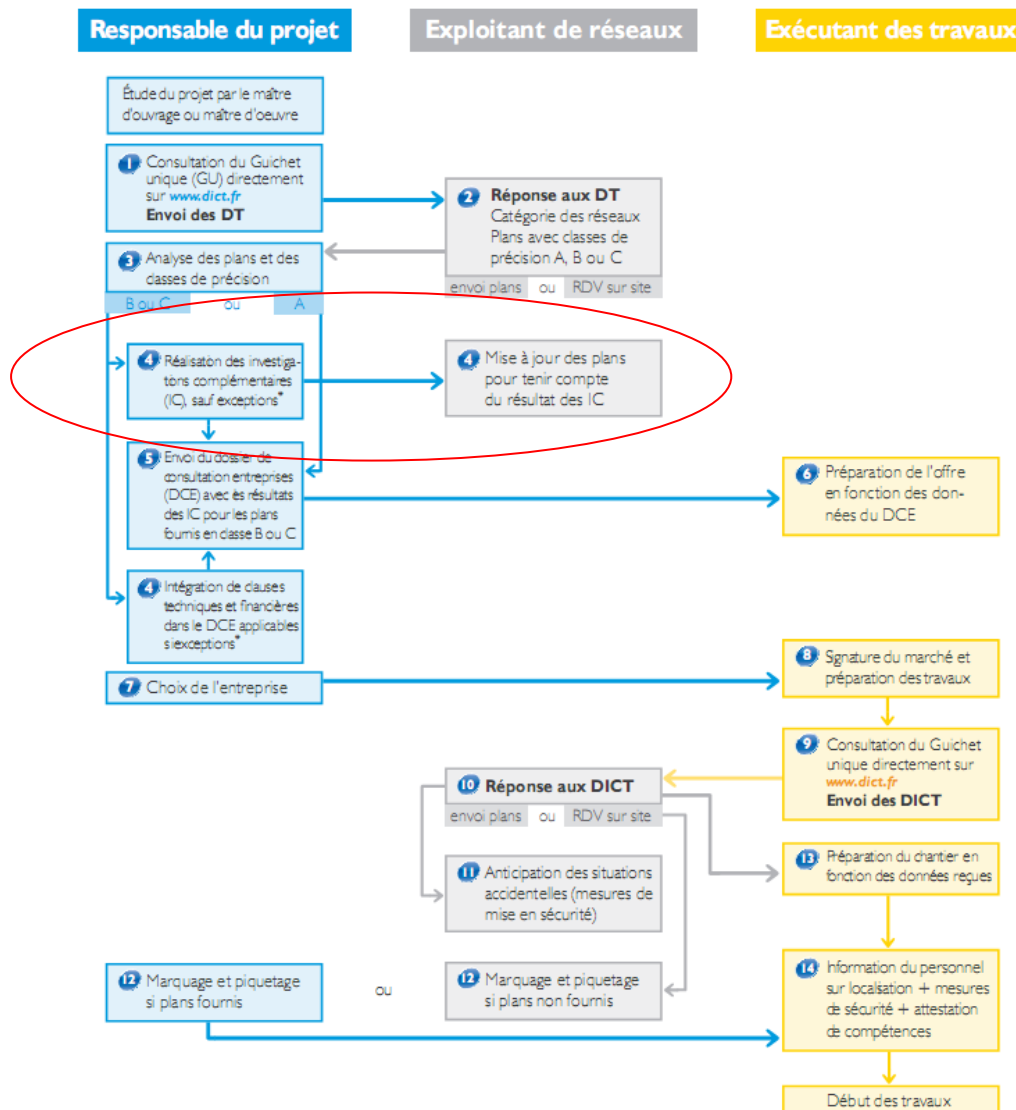 Responsable du projet
Exploitant de réseaux
Exécutant des travaux
Étude du projet par le maître
d'ouvrage ou maître d'oeuvre
1 Consultation du Guichet
unique (GU) directement
sur www.dict.fr
Envoi des DT
2 Réponse aux DT
Catégorie des réseaux
Plans avec classes de
précision A, B ou C
envoi plans ou RDV sur site
3 Analyse des plans et des
classes de précision
B ou C ou A
4 Réalisation des investiga-
tions complémentaires
(IC), sauf exceptions*
4 Mise à jour des plans
pour tenir compte
du résultat des IC
5 Envoi du dossier de
consultation entreprises
(DCE) avec es résultats
des IC pour les plans
fournis en classe B ou C
6 Préparation de l'offre
en fonction des don-
nées du DCE
4 Intégration de clauses
techniques et financières
dans le DCE applicables
si exceptions*
7 Choix de l'entreprise
8 Signature du marché et
préparation des travaux
9 Consultation du Guichet
unique directement sur
www.dict.fr
Envoi des DICT
10 Réponse aux DICT
envoi plans ou RDV sur site
11 Anticipation des situations
accidentelles (mesures de
mise en sécurité)
13 Préparation du chantier en
fonction des données reçues
12 Marquage et piquetage
si plans fournis
ou
12 Marquage et piquetage
si plans non fournis
14 Information du personnel
sur localisation + mesures
de sécurité + attestation
de compétences
Début des travaux